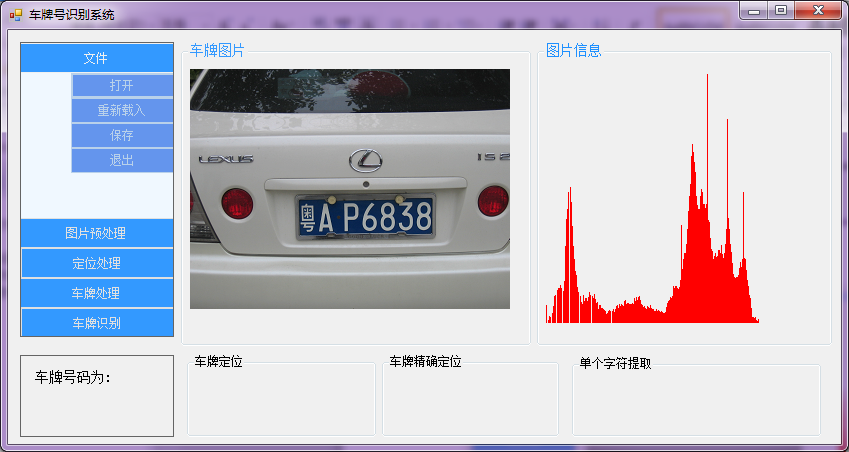 车牌号识别系统
文件
打开
重新载入
保存
退出
图片预处理
定位处理
车牌处理
车牌识别
车牌图片
LEXUS
IS 2
粤A P6838
图片信息
车牌号码为：
车牌定位
车牌精确定位
单个字符提取